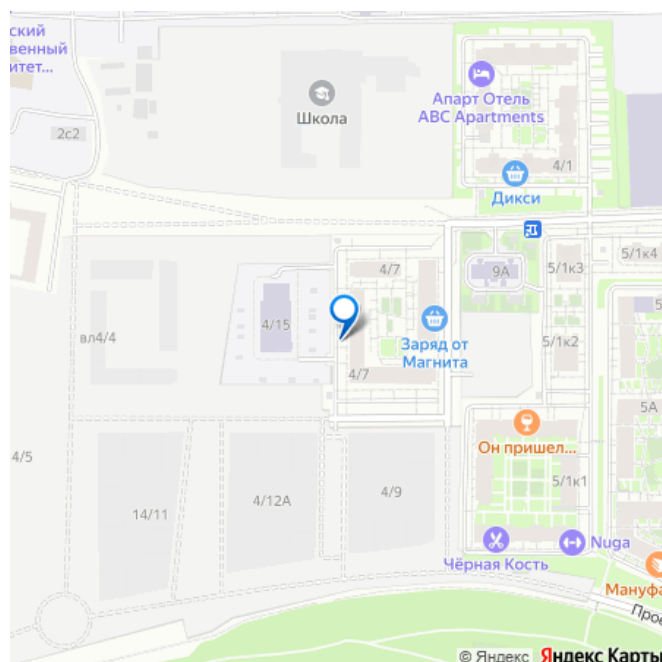 ский
венный
итет...
Школа
Апарт Отель
ABC Apartments
2с2
4/1
Дикси
5/1к4
9А
5/1к3
4/7
4/15
Заряд от
Магнита
5/1к2
вл4/4
4/7
5А
Он пришел...
4/5
4/12А
4/9
5/1к1
14/11
Чёрная Кость
Nuga
Мануфа
Прое
© Яндекс Яндекс Карты